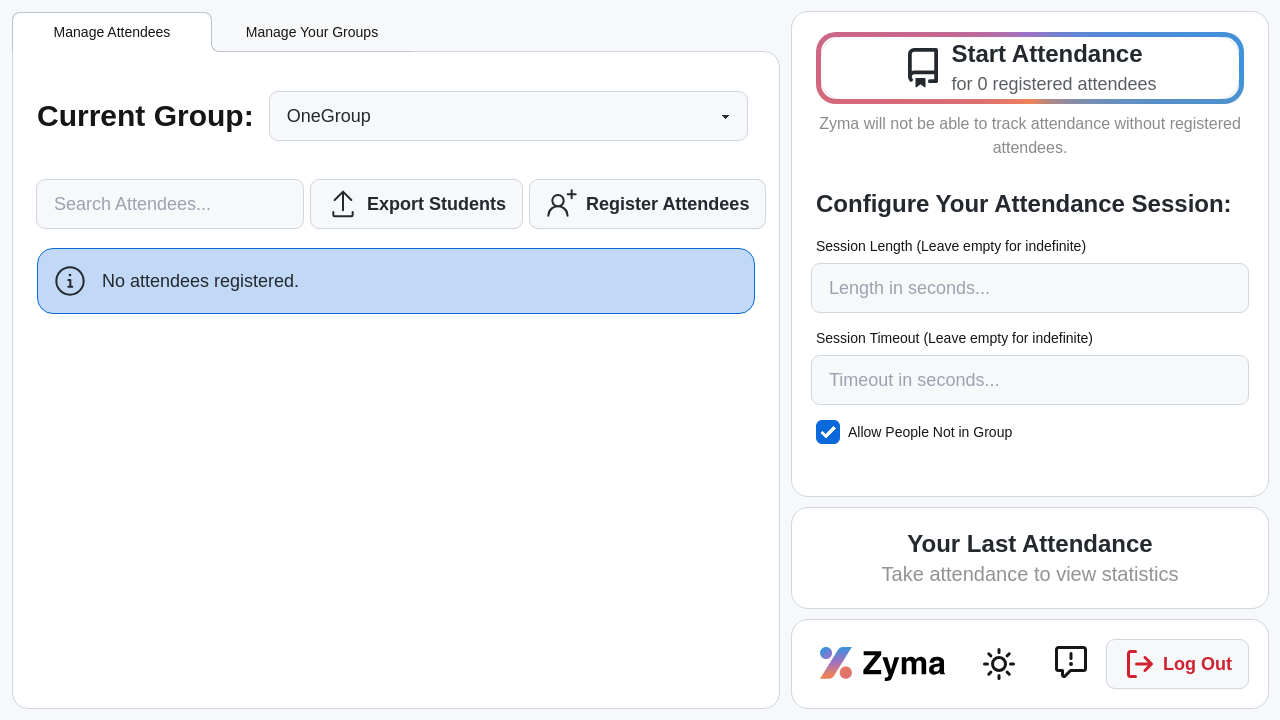 Manage Attendees
Manage Your Groups
Current Group:
OneGroup
Search Attendees...
Export Students
Register Attendees
No attendees registered.
Start Attendance
for 0 registered attendees
Zyma will not be able to track attendance without registered
attendees.
Configure Your Attendance Session:
Session Length (Leave empty for indefinite)
Length in seconds...
Session Timeout (Leave empty for indefinite)
Timeout in seconds...
Allow People Not in Group
Your Last Attendance
Take attendance to view statistics
Zyma
Log Out